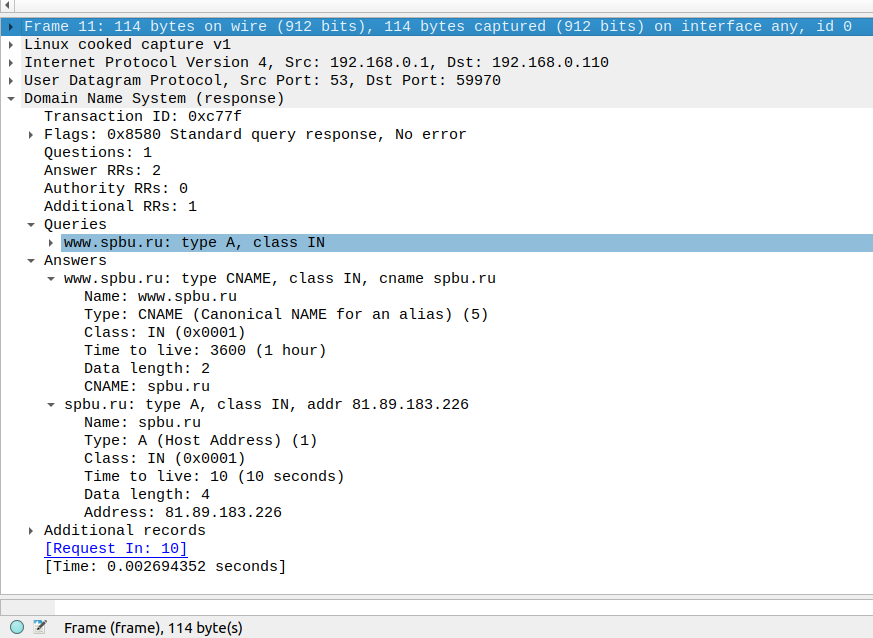 Frame 11: 114 bytes on wire (912 bits), 114 bytes captured (912 bits) on interface any, id 0
Linux cooked capture v1
Internet Protocol Version 4, Src: 192.168.0.1, Dst: 192.168.0.110
User Datagram Protocol, Src Port: 53, Dst Port: 59970
Domain Name System (response)
Transaction ID: 0xc77f
Flags: 0x8580 Standard query response, No error
Questions: 1
Answer RRs: 2
Authority RRs: 0
Additional RRs: 1
Queries
www.spbu.ru: type A, class IN
Answers
www.spbu.ru: type CNAME, class IN, cname spbu.ru
Name: www.spbu.ru
Type: CNAME (Canonical NAME for an alias) (5)
Class: IN (0x0001)
Time to live: 3600 (1 hour)
Data length: 2
CNAME: spbu.ru
spbu.ru: type A, class IN, addr 81.89.183.226
Name: spbu.ru
Type: A (Host Address) (1)
Class: IN (0x0001)
Time to live: 10 (10 seconds)
Data length: 4
Address: 81.89.183.226
Additional records
[Request In: 10]
[Time: 0.002694352 seconds]
Frame (frame), 114 byte(s)